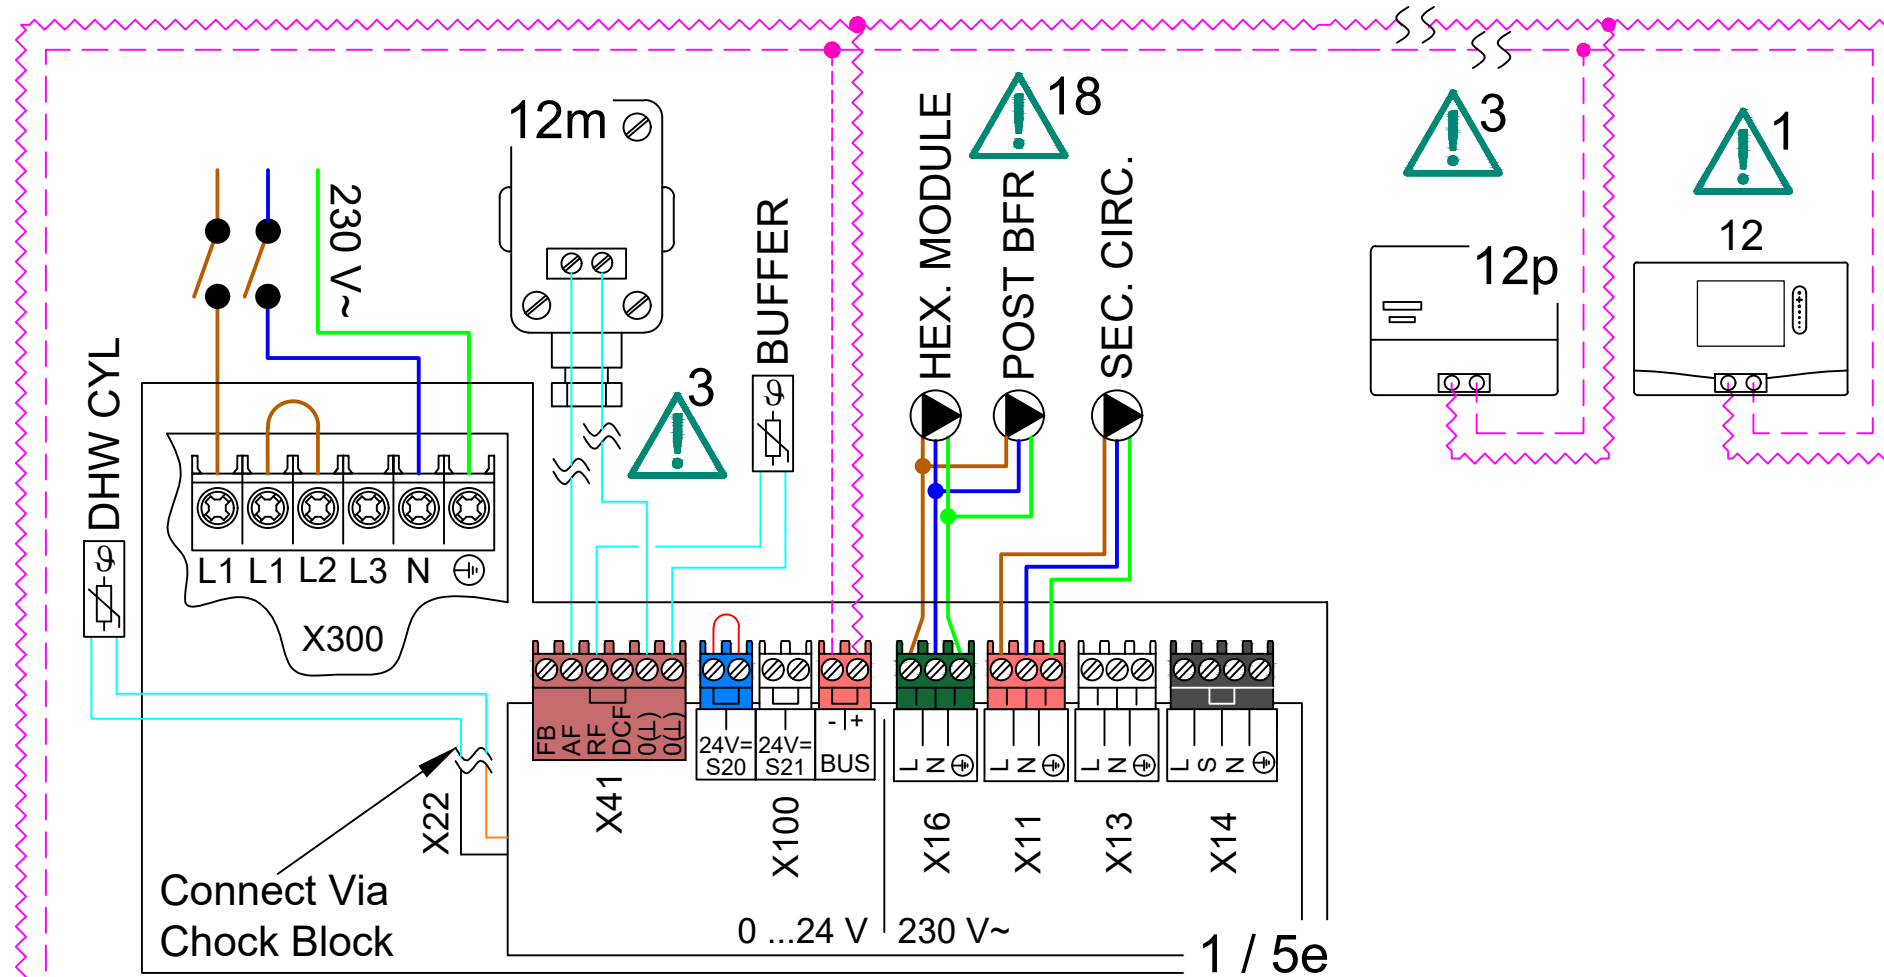 12m
18
3
1
12
12p
230 V~
HEX. MODULE
POST BFR
SEC. CIRC.
BUFFER
3
DHW CYL
ϑ
ϑ
L1 L1 L2 L3 N
X300
FB
AF
RF
DCF
0(⊥)
0(⊥)
24V=
S20
24V=
S21
- +
BUS
L N
L N
L N
L S N
X22
X41
X100
X16
X11
X13
X14
Connect Via
Chock Block
0 ...24 V
230 V~
1 / 5e